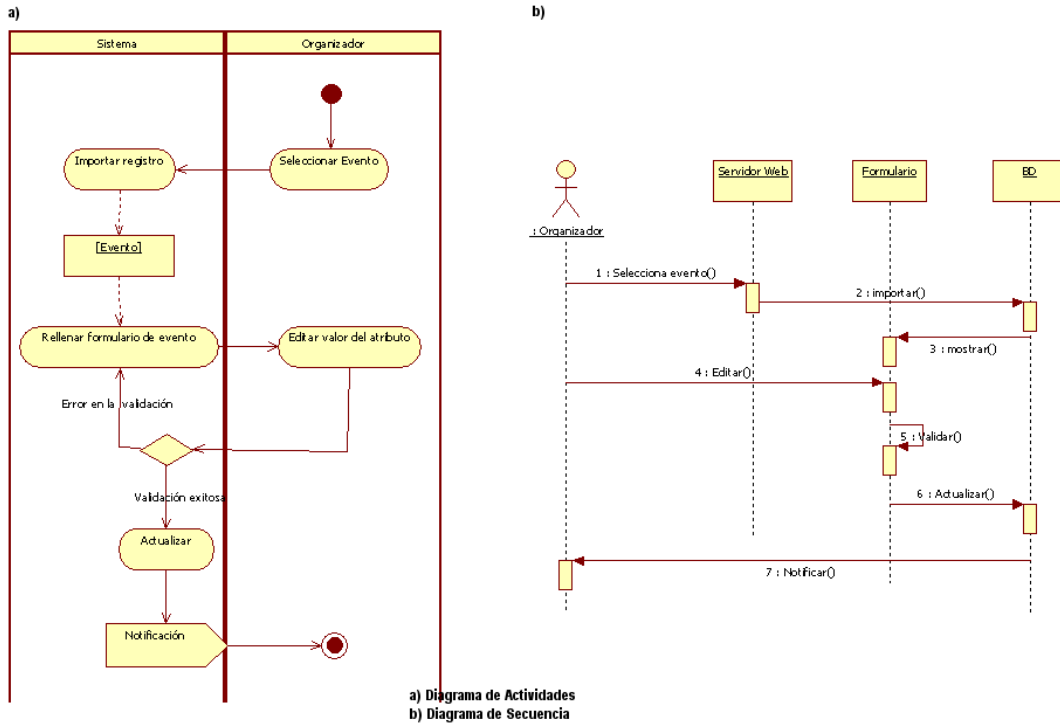 a)
Sistema
Organizador
Importar registro
Seleccionar Evento
[Evento]
Rellenar formulario de evento
Editar valor del atributo
Error en la validación
Validación exitosa
Actualizar
Notificación
b)
Servidor Web
Formulario
BD
: Organizador
1 : Selecciona evento()
2 : importar()
3 : mostrar()
4 : Editar()
5 : Validar()
6 : Actualizar()
7 : Notificar()
a) Diagrama de Actividades
b) Diagrama de Secuencia